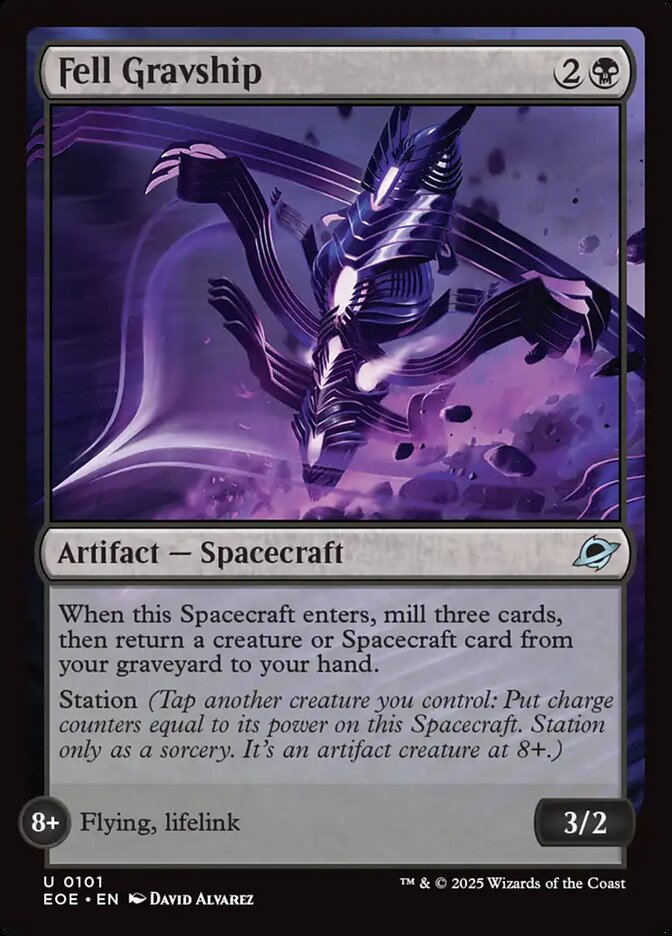 Fell Gravship 2
Artifact — Spacecraft
When this Spacecraft enters, mill three cards,
then return a creature or Spacecraft card from
your graveyard to your hand.
Station (Tap another creature you control: Put charge
counters equal to its power on this Spacecraft. Station
only as a sorcery. It's an artifact creature at 8+.)
8+ Flying, lifelink 3/2
U 0101
EOE • EN David Alvarez ™ & © 2025 Wizards of the Coast